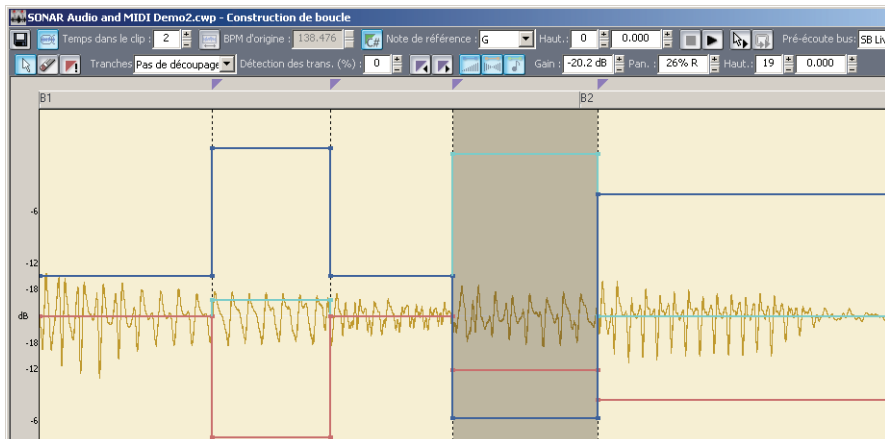 SONAR Audio and MIDI Demo2.cwp - Construction de boucle
Temps dans le clip : 2 BPM d'origine : 138.476 C# Note de référence : G Haut.: 0 0.000 Pré-écoute bus: SB Liv
Tranches Pas de découpage Détection des trans. (%) : 0 Gain : -20.2 dB Pan. : 26% R Haut.: 19 0.000
B1 B2
-6
-12
-18
dB
-18
-12
-6